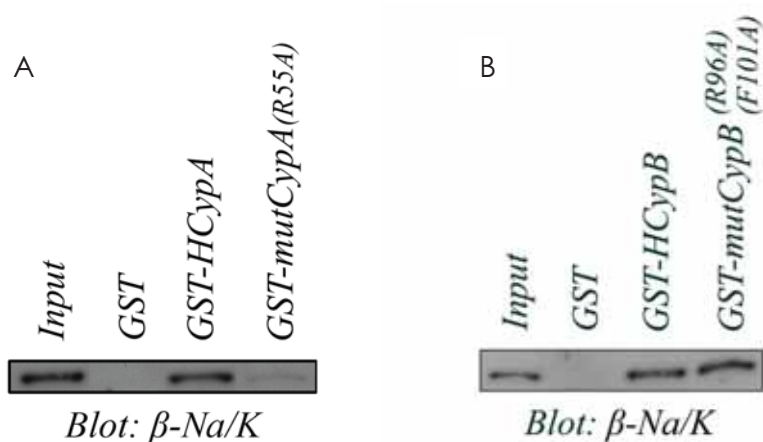 A
Input
GST
GST-HCypA
GST-mutCypA(R55A)
Blot: β-Na/K
B
Input
GST
GST-HCypB
GST-mutCypB (R96A)
(F101A)
Blot: β-Na/K